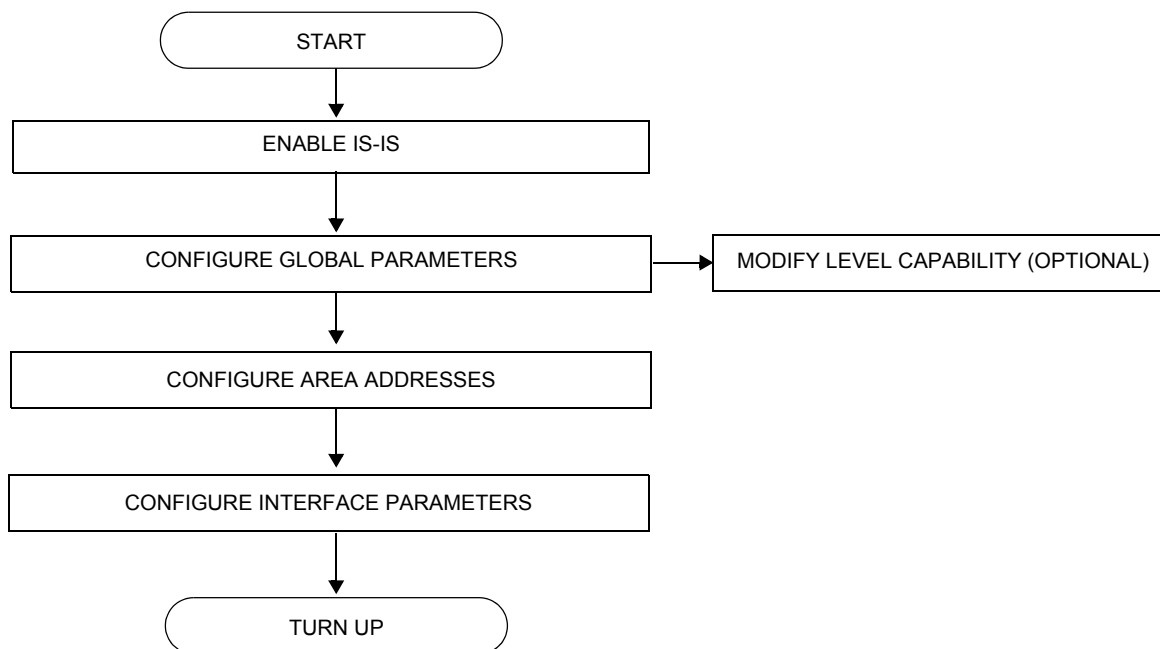 START
ENABLE IS-IS
CONFIGURE GLOBAL PARAMETERS
MODIFY LEVEL CAPABILITY (OPTIONAL)
CONFIGURE AREA ADDRESSES
CONFIGURE INTERFACE PARAMETERS
TURN UP